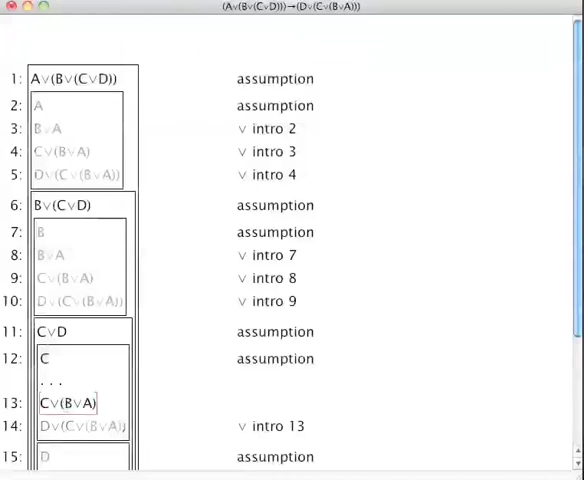 (A∨(B∨(C∨D)))→(D∨(C∨(B∨A)))
1: A∨(B∨(C∨D)) assumption
2: A assumption
3: B∨A ∨ intro 2
4: C∨(B∨A) ∨ intro 3
5: D∨(C∨(B∨A)) ∨ intro 4
6: B∨(C∨D) assumption
7: B assumption
8: B∨A ∨ intro 7
9: C∨(B∨A) ∨ intro 8
10: D∨(C∨(B∨A)) ∨ intro 9
11: C∨D assumption
12: C assumption
. . .
13: C∨(B∨A)
14: D∨(C∨(B∨A)) ∨ intro 13
15: D assumption